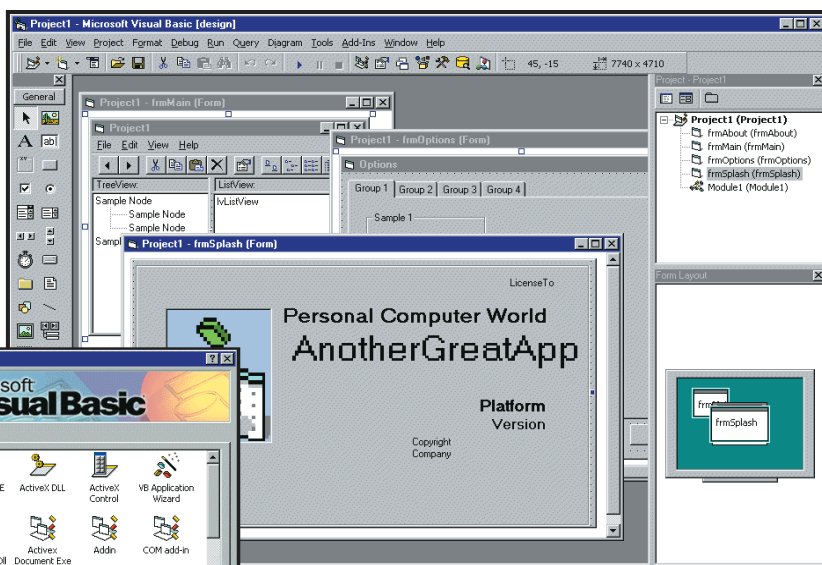 Project1 - Microsoft Visual Basic [design]
File Edit View Project Format Debug Run Query Diagram Tools Add-Ins Window Help
45, -15
7740 x 4710
General
A
ab
xv
Project1 - frmMain (Form)
Project1
File Edit View Help
TreeView:
ListView:
Sample Node
Sample Node
Sample Node
lvListView
Project1 - frmOptions (Form)
Options
Group 1 Group 2 Group 3 Group 4
Sample 1
Project1 - frmSplash (Form)
LicenseTo
Personal Computer World
AnotherGreatApp
Platform
Version
Copyright
Company
Project - Project1
Project1 (Project1)
frmAbout (frmAbout)
frmMain (frmMain)
frmOptions (frmOptions)
frmSplash (frmSplash)
Module1 (Module1)
Form Layout
frmSplash
soft
sual Basic
E
ActiveX DLL
ActiveX
Control
VB Application
Wizard
Dll
Activex
Document Exe
Addin
COM add-in